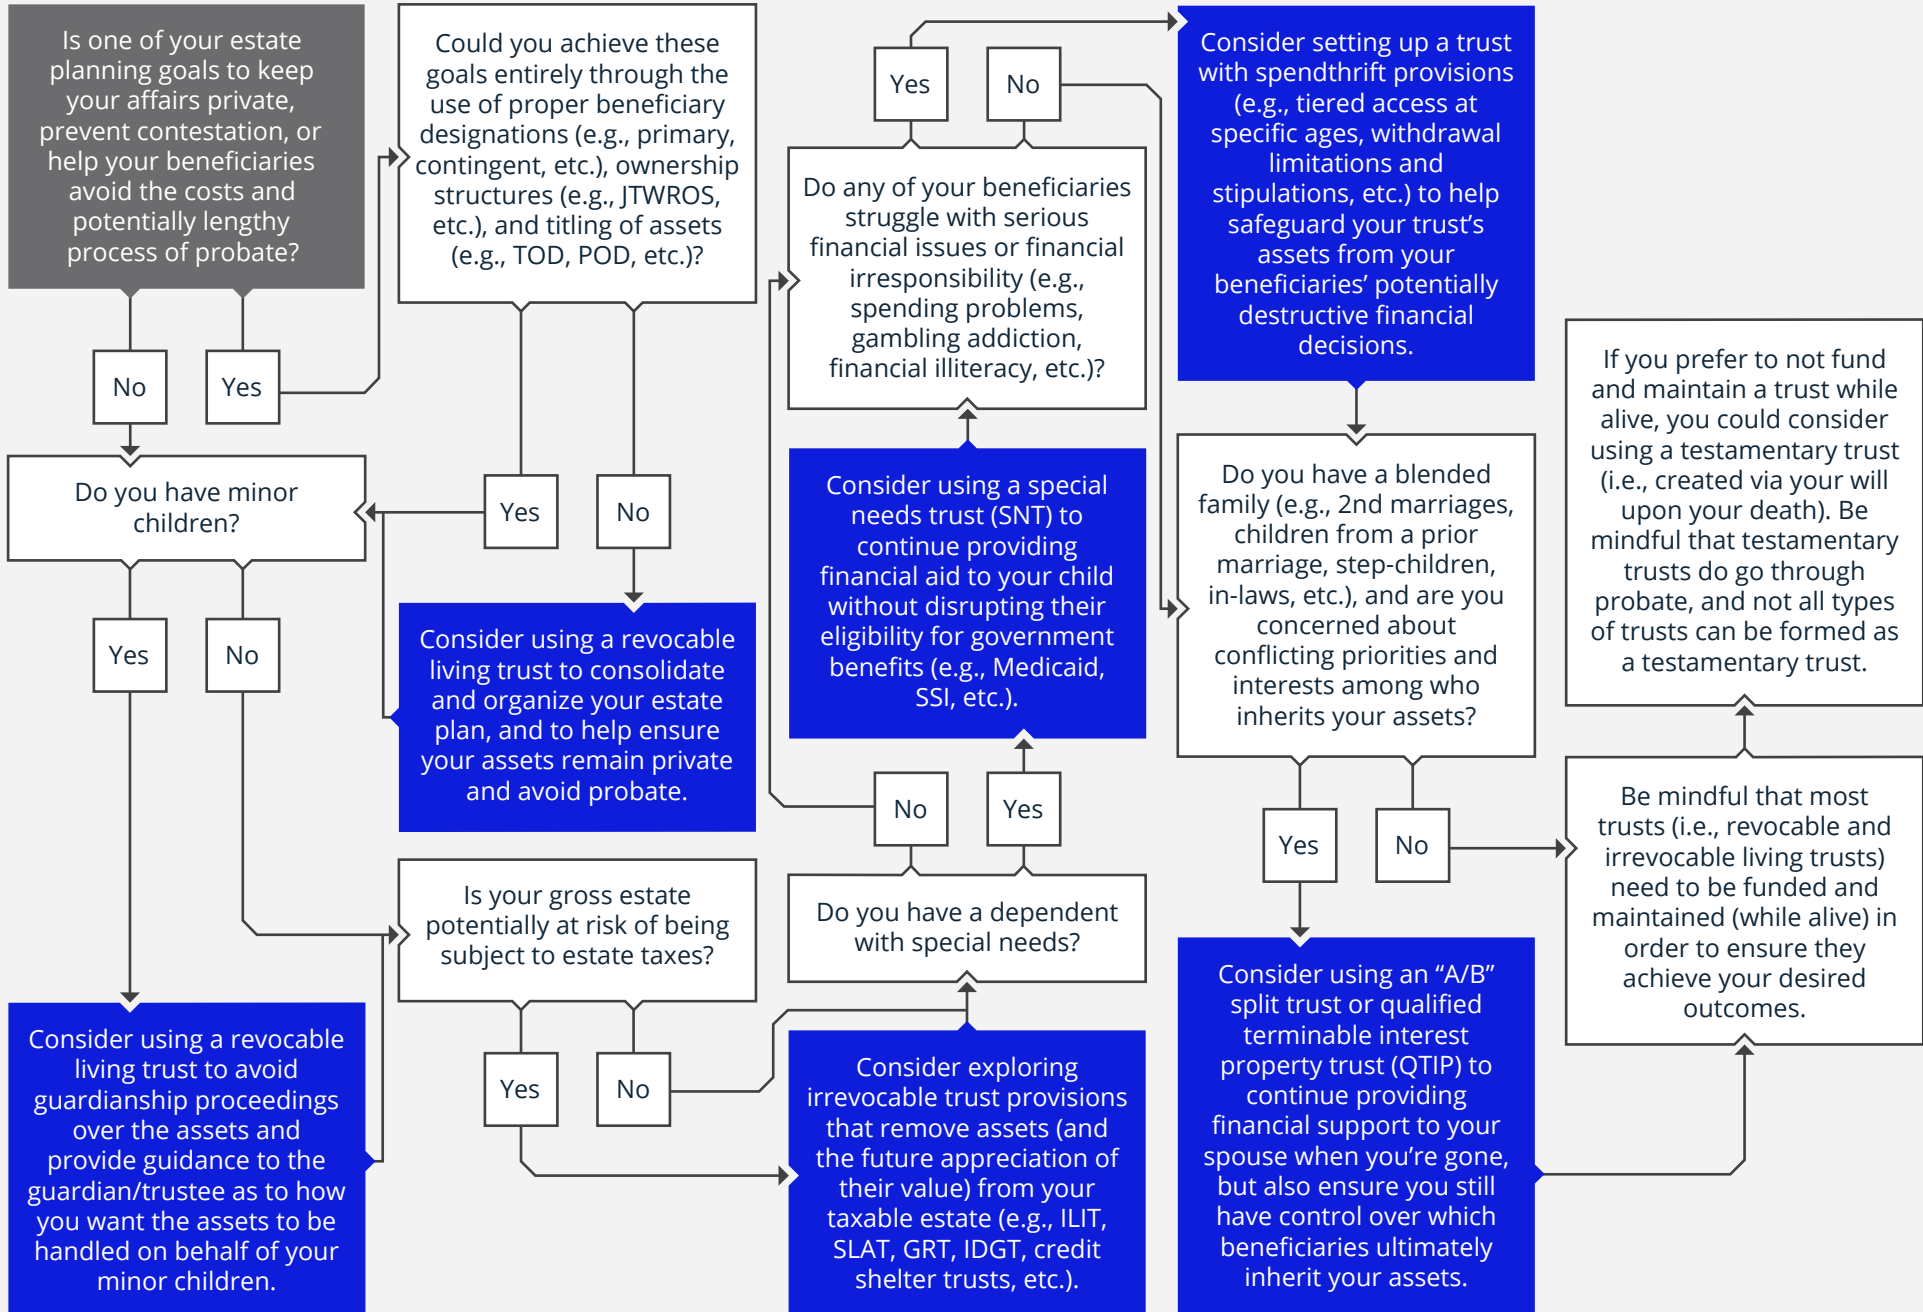 Is one of your estate
planning goals to keep
your affairs private,
prevent contestation, or
help your beneficiaries
avoid the costs and
potentially lengthy
process of probate?
No
Yes
Could you achieve these
goals entirely through the
use of proper beneficiary
designations (e.g., primary,
contingent, etc.), ownership
structures (e.g., JTWROS,
etc.), and titling of assets
(e.g., TOD, POD, etc.)?
Yes
No
Consider using a revocable
living trust to consolidate
and organize your estate
plan, and to help ensure
your assets remain private
and avoid probate.
Do you have minor
children?
Yes
No
Consider using a revocable
living trust to avoid
guardianship proceedings
over the assets and
provide guidance to the
guardian/trustee as to how
you want the assets to be
handled on behalf of your
minor children.
Is your gross estate
potentially at risk of being
subject to estate taxes?
Yes
No
Consider exploring
irrevocable trust provisions
that remove assets (and
the future appreciation of
their value) from your
taxable estate (e.g., ILIT,
SLAT, GRT, IDGT, credit
shelter trusts, etc.).
Do you have a dependent
with special needs?
No
Yes
Consider using a special
needs trust (SNT) to
continue providing
financial aid to your child
without disrupting their
eligibility for government
benefits (e.g., Medicaid,
SSI, etc.).
Do any of your beneficiaries
struggle with serious
financial issues or financial
irresponsibility (e.g.,
spending problems,
gambling addiction,
financial illiteracy, etc.)?
Yes
No
Consider setting up a trust
with spendthrift provisions
(e.g., tiered access at
specific ages, withdrawal
limitations and
stipulations, etc.) to help
safeguard your trust’s
assets from your
beneficiaries’ potentially
destructive financial
decisions.
Do you have a blended
family (e.g., 2nd marriages,
children from a prior
marriage, step-children,
in-laws, etc.), and are you
concerned about
conflicting priorities and
interests among who
inherits your assets?
Yes
No
Consider using an “A/B”
split trust or qualified
terminable interest
property trust (QTIP) to
continue providing
financial support to your
spouse when you’re gone,
but also ensure you still
have control over which
beneficiaries ultimately
inherit your assets.
Be mindful that most
trusts (i.e., revocable and
irrevocable living trusts)
need to be funded and
maintained (while alive) in
order to ensure they
achieve your desired
outcomes.
If you prefer to not fund
and maintain a trust while
alive, you could consider
using a testamentary trust
(i.e., created via your will
upon your death). Be
mindful that testamentary
trusts do go through
probate, and not all types
of trusts can be formed as
a testamentary trust.